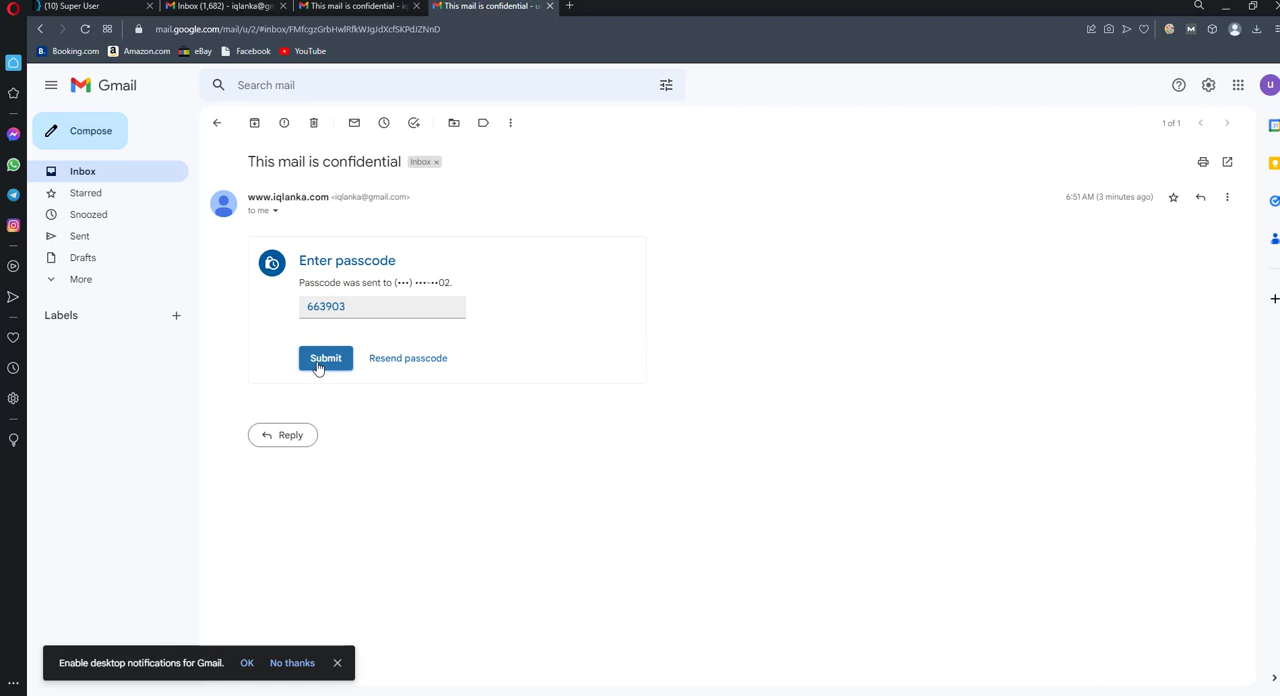 (10) Super User
Inbox (1,682) - iqlanka@gm
This mail is confidential - iq
This mail is confidential - u
mail.google.com/mail/u/2/#inbox/FMfcgzGrbHwlRfkWJgJdXcfSKPdJZNnD
B. Booking.com
a Amazon.com
eBay
Facebook
YouTube
Gmail
Search mail
u
Compose
1 of 1
Inbox
This mail is confidential Inbox ×
Starred
www.iqlanka.com <iqlanka@gmail.com>
6:51 AM (3 minutes ago)
to me
Snoozed
Sent
Drafts
More
Labels
Enter passcode
Passcode was sent to (•••) •••-••02.
663903
Submit
Resend passcode
Reply
Enable desktop notifications for Gmail.
OK
No thanks